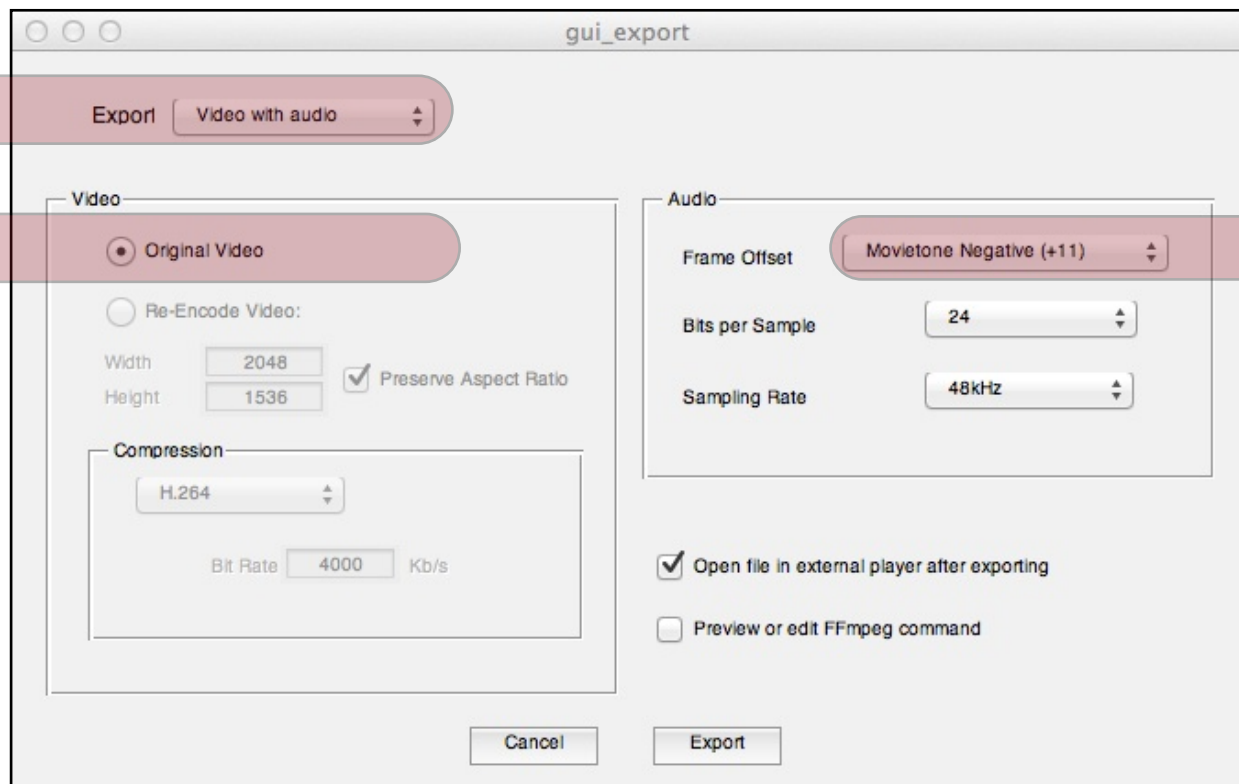 gui_export
Export Video with audio
Video
Original Video
Re-Encode Video:
Width 2048
Height 1536
Preserve Aspect Ratio
Compression
H.264
Bit Rate 4000 Kb/s
Audio
Frame Offset Movietone Negative (+11)
Bits per Sample 24
Sampling Rate 48kHz
Open file in external player after exporting
Preview or edit FFmpeg command
Cancel Export